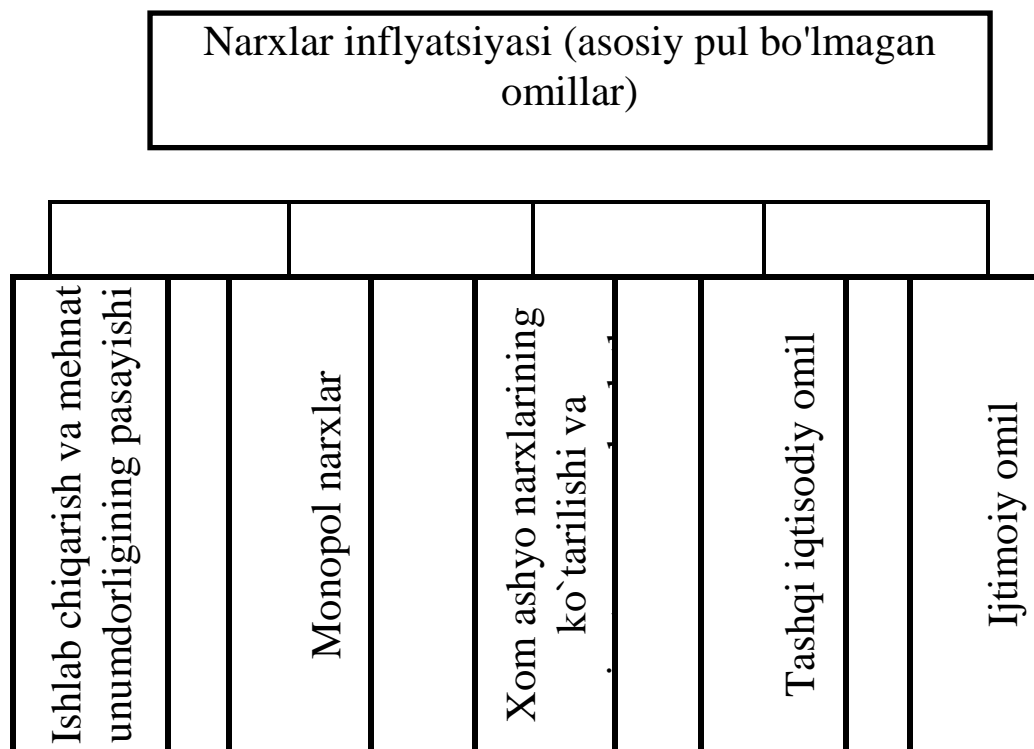 Narxlar inflyatsiyasi (asosiy pul bo'lmagan
omillar)
Ishlab chiqarish va mehnat
unumdorligining pasayishi
Monopol narxlar
Xom ashyo narxlarining
ko`tarilishi va
Tashqi iqtisodiy omil
Ijtimoiy omil